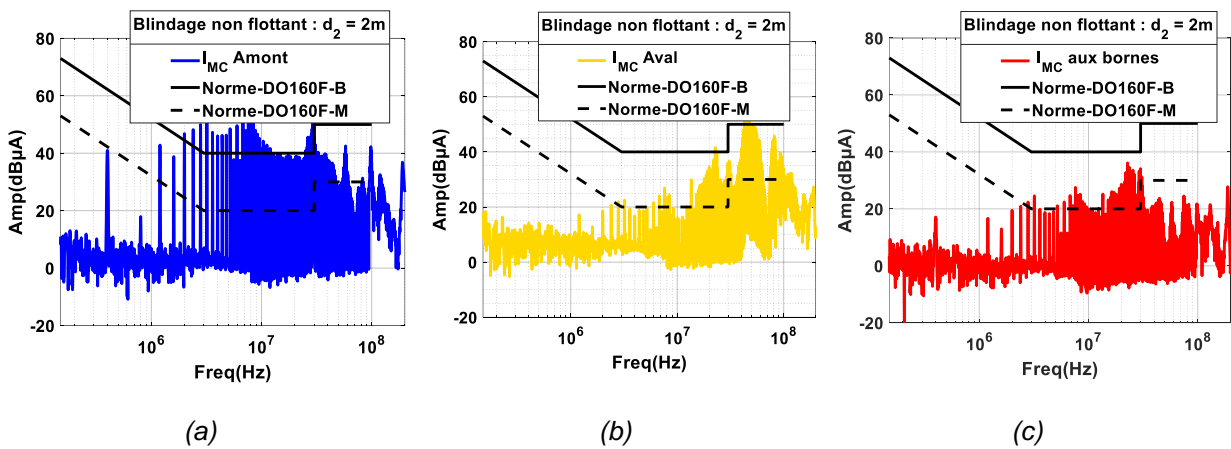 Blindage non flottant : d2 = 2m
I_MC Amont
Norme-DO160F-B
Norme-DO160F-M
80
60
40
20
0
-20
Amp(dBµA)
10^6
10^7
10^8
Freq(Hz)
(a)
Blindage non flottant : d2 = 2m
I_MC Aval
Norme-DO160F-B
Norme-DO160F-M
80
60
40
20
0
-20
Amp(dBµA)
10^6
10^7
10^8
Freq(Hz)
(b)
Blindage non flottant : d2 = 2m
I_MC aux bornes
Norme-DO160F-B
Norme-DO160F-M
80
60
40
20
0
-20
Amp(dBµA)
10^6
10^7
10^8
Freq(Hz)
(c)